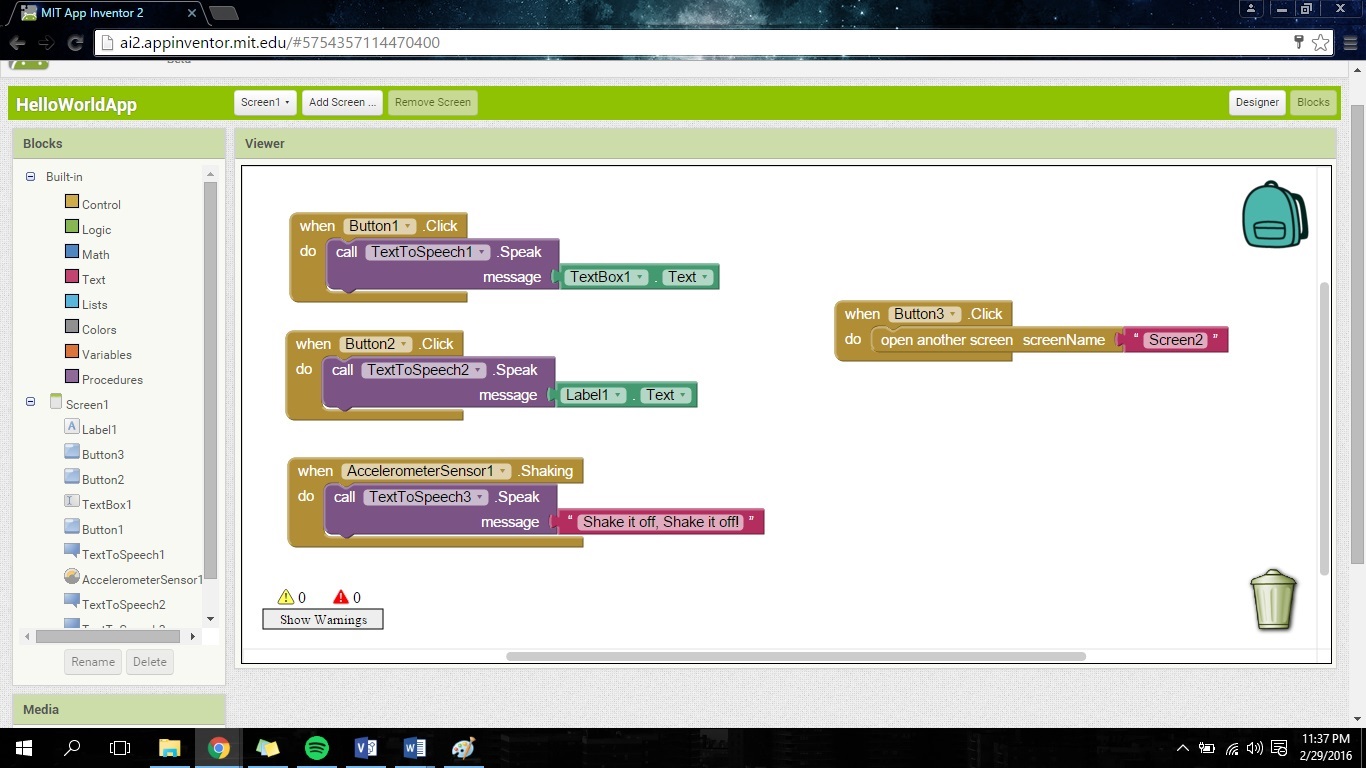 MIT App Inventor 2
ai2.appinventor.mit.edu/#5754357114470400
Beta
HelloWorldApp
Screen1
Add Screen ...
Remove Screen
Designer
Blocks
Blocks
Viewer
Built-in
Control
Logic
Math
Text
Lists
Colors
Variables
Procedures
Screen1
Label1
Button3
Button2
TextBox1
Button1
TextToSpeech1
AccelerometerSensor1
TextToSpeech2
Rename
Delete
Media
when Button1 .Click
do call TextToSpeech1 .Speak
message TextBox1 . Text
when Button2 .Click
do call TextToSpeech2 .Speak
message Label1 . Text
when AccelerometerSensor1 .Shaking
do call TextToSpeech3 .Speak
message “ Shake it off, Shake it off! ”
when Button3 .Click
do open another screen screenName “ Screen2 ”
0 0
Show Warnings
11:37 PM
2/29/2016